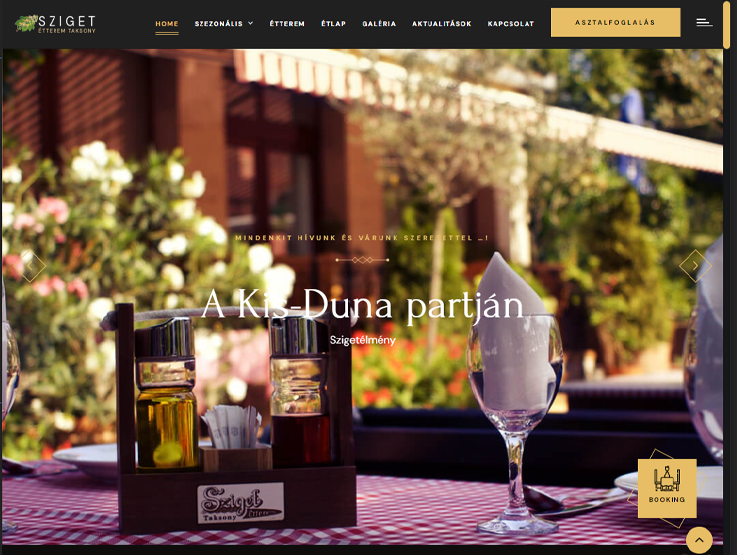 SZIGET
ÉTTEREM TAKSONY
HOME
SZEZONÁLIS
ÉTTEREM
ÉTLAP
GALÉRIA
AKTUALITÁSOK
KAPCSOLAT
ASZTALFOGLALÁS
MINDENKIT HÍVUNK ÉS VÁRUNK SZERETETTEL …!
A Kis-Duna partján
Szigetélmény
Sziget
Taksony Étterem
BOOKING